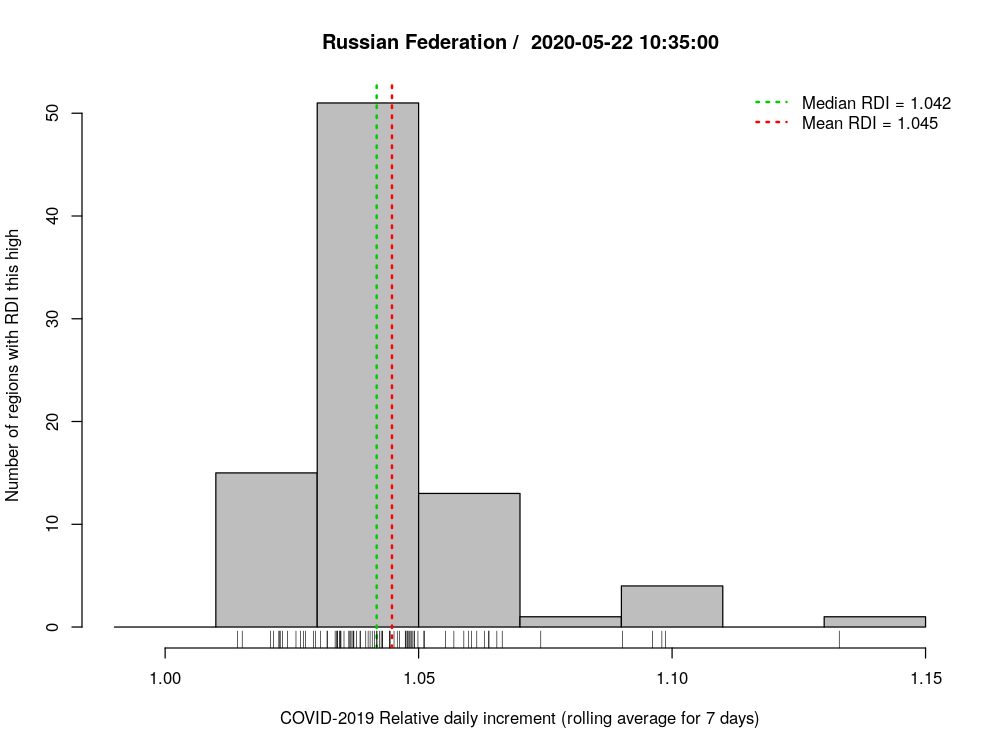 Russian Federation /  2020-05-22 10:35:00
Median RDI = 1.042
Mean RDI = 1.045
Number of regions with RDI this high
50
40
30
20
10
0
1.00 1.05 1.10 1.15
COVID-2019 Relative daily increment (rolling average for 7 days)